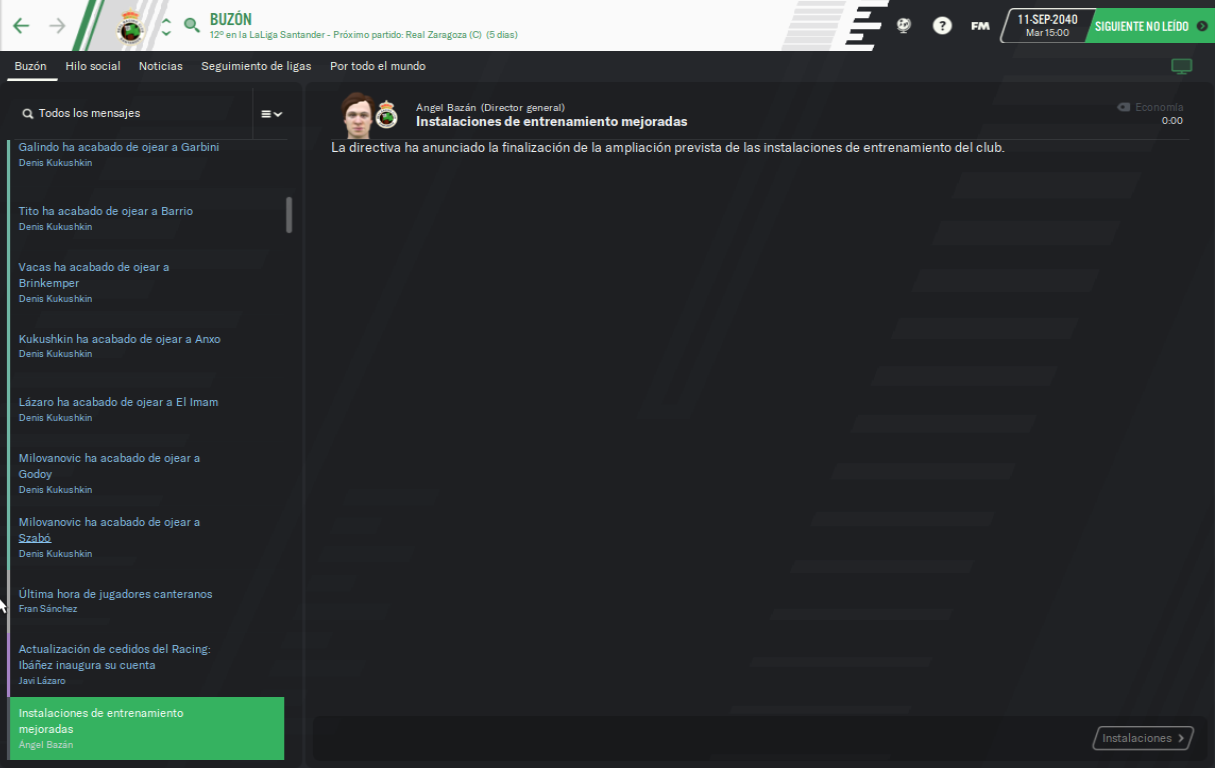 BUZÓN
12º en la LaLiga Santander - Próximo partido: Real Zaragoza (C) (5 días)
?
FM
11-SEP-2040
Mar 15:00
SIGUIENTE NO LEÍDO
Buzón
Hilo social
Noticias
Seguimiento de ligas
Por todo el mundo
Todos los mensajes
Galindo ha acabado de ojear a Garbini
Denis Kukushkin
Tito ha acabado de ojear a Barrio
Denis Kukushkin
Vacas ha acabado de ojear a
Brinkemper
Denis Kukushkin
Kukushkin ha acabado de ojear a Anxo
Denis Kukushkin
Lázaro ha acabado de ojear a El Imam
Denis Kukushkin
Milovanovic ha acabado de ojear a
Godoy
Denis Kukushkin
Milovanovic ha acabado de ojear a
Szabó
Denis Kukushkin
Última hora de jugadores canteranos
Fran Sánchez
Actualización de cedidos del Racing:
Ibáñez inaugura su cuenta
Javi Lázaro
Instalaciones de entrenamiento
mejoradas
Ángel Bazán
Ángel Bazán (Director general)
Instalaciones de entrenamiento mejoradas
Economía
0:00
La directiva ha anunciado la finalización de la ampliación prevista de las instalaciones de entrenamiento del club.
Instalaciones